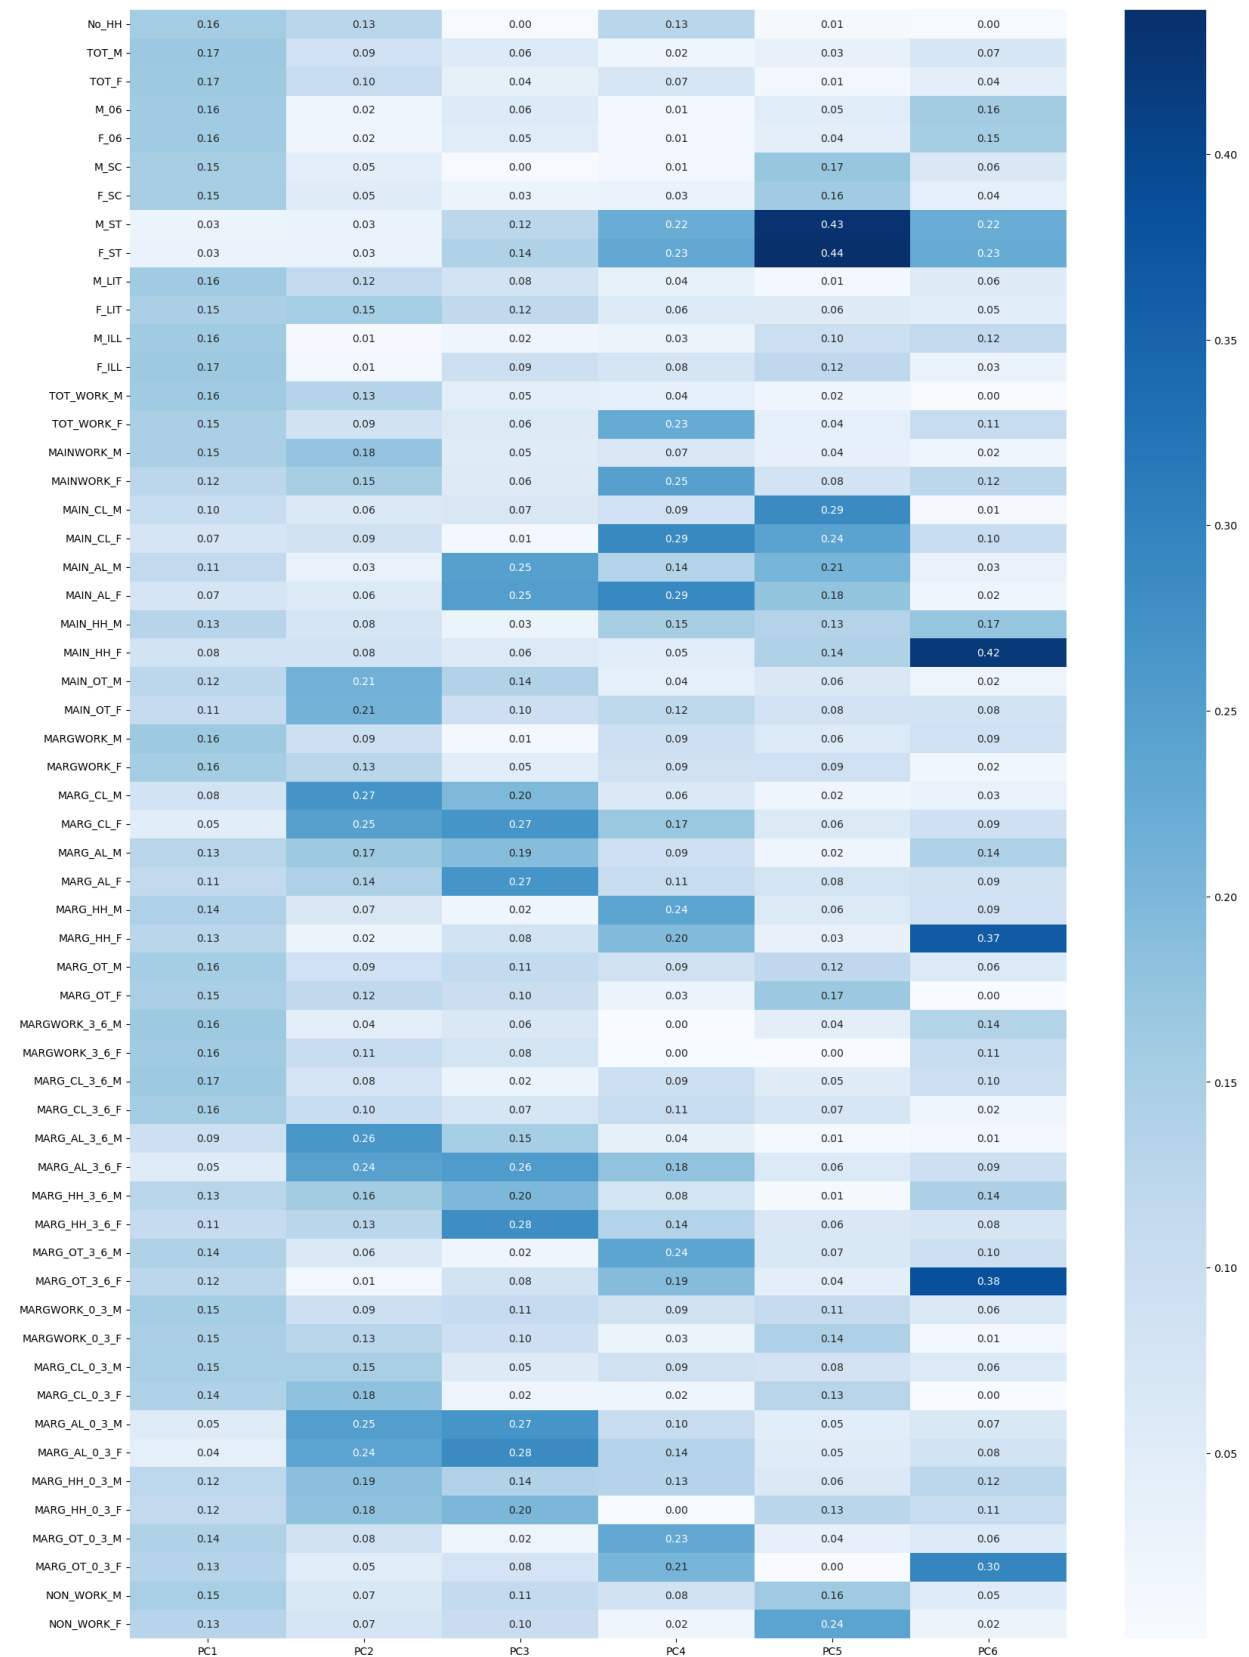 No_HH 0.16 0.13 0.00 0.13 0.01 0.00
TOT_M 0.17 0.09 0.06 0.02 0.03 0.07
TOT_F 0.17 0.10 0.04 0.07 0.01 0.04
M_06 0.16 0.02 0.06 0.01 0.05 0.16
F_06 0.16 0.02 0.05 0.01 0.04 0.15
M_SC 0.15 0.05 0.00 0.01 0.17 0.06
0.40
F_SC 0.15 0.05 0.03 0.03 0.16 0.04
M_ST 0.03 0.03 0.12 0.22 0.43 0.22
F_ST 0.03 0.03 0.14 0.23 0.44 0.23
M_LIT 0.16 0.12 0.08 0.04 0.01 0.06
F_LIT 0.15 0.15 0.12 0.06 0.06 0.05
M_ILL 0.16 0.01 0.02 0.03 0.10 0.12
0.35
F_ILL 0.17 0.01 0.09 0.08 0.12 0.03
TOT_WORK_M 0.16 0.13 0.05 0.04 0.02 0.00
TOT_WORK_F 0.15 0.09 0.06 0.23 0.04 0.11
MAINWORK_M 0.15 0.18 0.05 0.07 0.04 0.02
MAINWORK_F 0.12 0.15 0.06 0.25 0.08 0.12
MAIN_CL_M 0.10 0.06 0.07 0.09 0.29 0.01
0.30
MAIN_CL_F 0.07 0.09 0.01 0.29 0.24 0.10
MAIN_AL_M 0.11 0.03 0.25 0.14 0.21 0.03
MAIN_AL_F 0.07 0.06 0.25 0.29 0.18 0.02
MAIN_HH_M 0.13 0.08 0.03 0.15 0.13 0.17
MAIN_HH_F 0.08 0.08 0.06 0.05 0.14 0.42
MAIN_OT_M 0.12 0.21 0.14 0.04 0.06 0.02
MAIN_OT_F 0.11 0.21 0.10 0.12 0.08 0.08
0.25
MARGWORK_M 0.16 0.09 0.01 0.09 0.06 0.09
MARGWORK_F 0.16 0.13 0.05 0.09 0.09 0.02
MARG_CL_M 0.08 0.27 0.20 0.06 0.02 0.03
MARG_CL_F 0.05 0.25 0.27 0.17 0.06 0.09
MARG_AL_M 0.13 0.17 0.19 0.09 0.02 0.14
MARG_AL_F 0.11 0.14 0.27 0.11 0.08 0.09
0.20
MARG_HH_M 0.14 0.07 0.02 0.24 0.06 0.09
MARG_HH_F 0.13 0.02 0.08 0.20 0.03 0.37
MARG_OT_M 0.16 0.09 0.11 0.09 0.12 0.06
MARG_OT_F 0.15 0.12 0.10 0.03 0.17 0.00
MARGWORK_3_6_M 0.16 0.04 0.06 0.00 0.04 0.14
MARGWORK_3_6_F 0.16 0.11 0.08 0.00 0.00 0.11
MARG_CL_3_6_M 0.17 0.08 0.02 0.09 0.05 0.10
0.15
MARG_CL_3_6_F 0.16 0.10 0.07 0.11 0.07 0.02
MARG_AL_3_6_M 0.09 0.26 0.15 0.04 0.01 0.01
MARG_AL_3_6_F 0.05 0.24 0.26 0.18 0.06 0.09
MARG_HH_3_6_M 0.13 0.16 0.20 0.08 0.01 0.14
MARG_HH_3_6_F 0.11 0.13 0.28 0.14 0.06 0.08
MARG_OT_3_6_M 0.14 0.06 0.02 0.24 0.07 0.10
0.10
MARG_OT_3_6_F 0.12 0.01 0.08 0.19 0.04 0.38
MARGWORK_0_3_M 0.15 0.09 0.11 0.09 0.11 0.06
MARGWORK_0_3_F 0.15 0.13 0.10 0.03 0.14 0.01
MARG_CL_0_3_M 0.15 0.15 0.05 0.09 0.08 0.06
MARG_CL_0_3_F 0.14 0.18 0.02 0.02 0.13 0.00
MARG_AL_0_3_M 0.05 0.25 0.27 0.10 0.05 0.07
MARG_AL_0_3_F 0.04 0.24 0.28 0.14 0.05 0.08
0.05
MARG_HH_0_3_M 0.12 0.19 0.14 0.13 0.06 0.12
MARG_HH_0_3_F 0.12 0.18 0.20 0.00 0.13 0.11
MARG_OT_0_3_M 0.14 0.08 0.02 0.23 0.04 0.06
MARG_OT_0_3_F 0.13 0.05 0.08 0.21 0.00 0.30
NON_WORK_M 0.15 0.07 0.11 0.08 0.16 0.05
NON_WORK_F 0.13 0.07 0.10 0.02 0.24 0.02
PC1 PC2 PC3 PC4 PC5 PC6